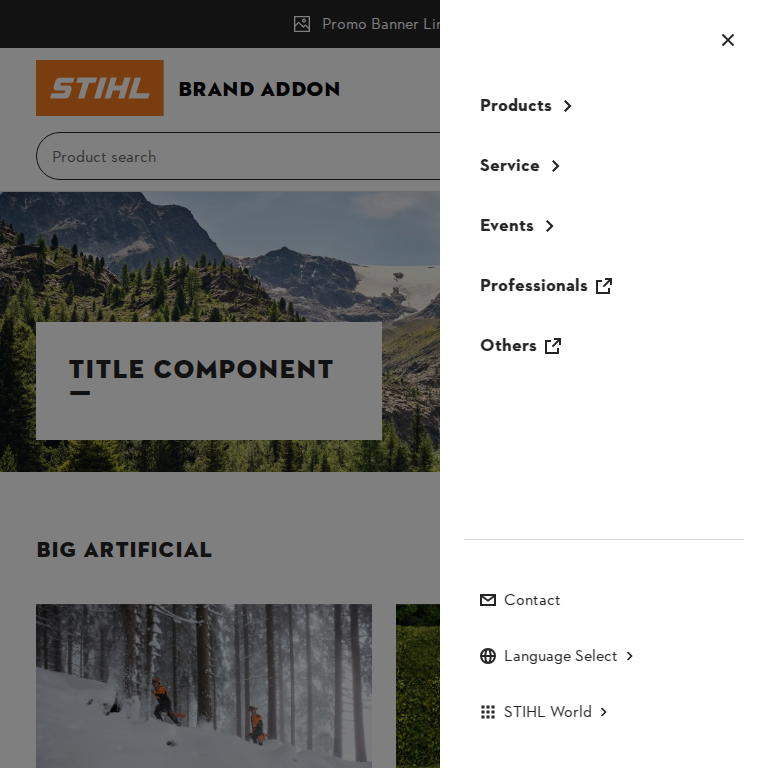 Promo Banner Lin
STIHL
BRAND ADDON
Product search
TITLE COMPONENT
BIG ARTIFICIAL
Products
Service
Events
Professionals
Others
Contact
Language Select
STIHL World